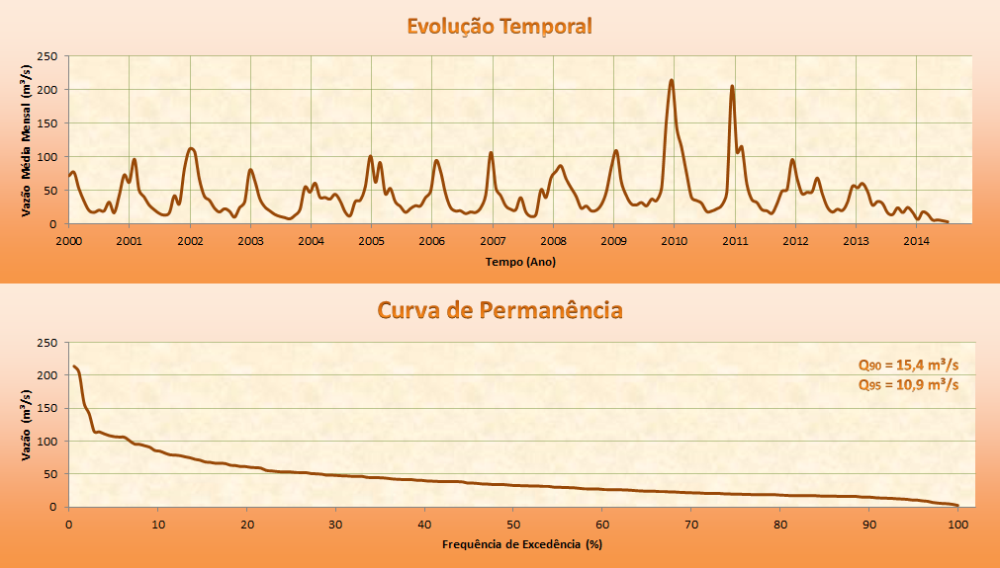 Evolução Temporal
Vazão Média Mensal (m³/s)
250
200
150
100
50
0
2000 2001 2002 2003 2004 2005 2006 2007 2008 2009 2010 2011 2012 2013 2014
Tempo (Ano)
Curva de Permanência
Vazão (m³/s)
250
200
150
100
50
0
Q90 = 15,4 m³/s
Q95 = 10,9 m³/s
0 10 20 30 40 50 60 70 80 90 100
Frequência de Excedência (%)